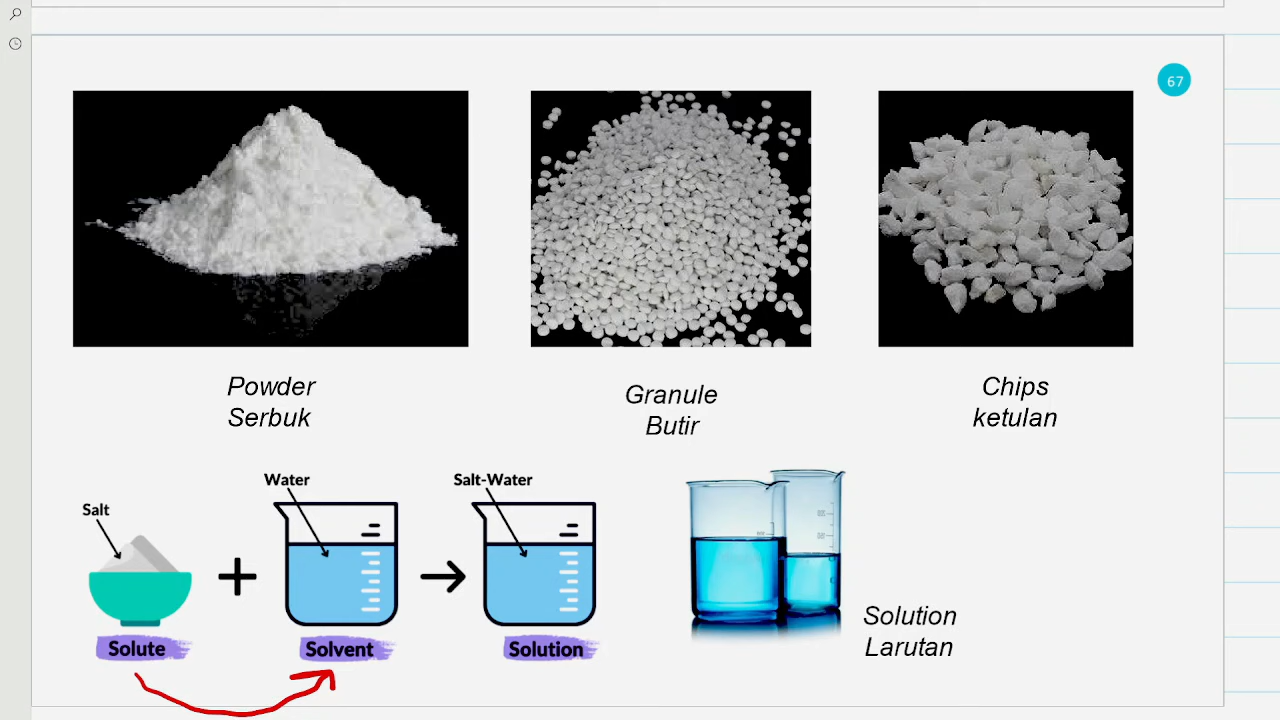 67
Powder
Serbuk
Granule
Butir
Chips
ketulan
Salt
Water
Salt-Water
Solute
Solvent
Solution
Solution
Larutan